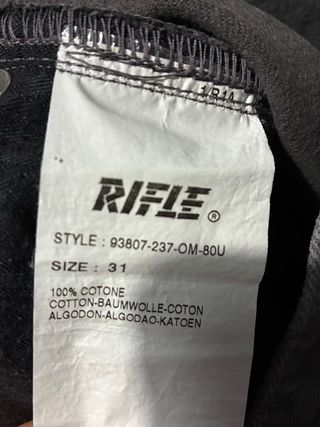 RIFLE ®
STYLE : 93807-237-OM-80U
SIZE : 31
100% COTONE
COTTON-BAUMWOLLE-COTON
ALGODON-ALGODAO-KATOEN